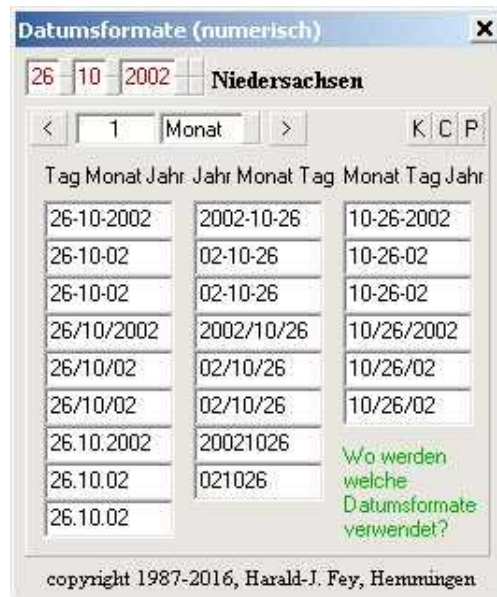 Datumsformate (numerisch)
26 10 2002 Niedersachsen
< 1 Monat > K C P
Tag Monat Jahr Jahr Monat Tag Monat Tag Jahr
26-10-2002 2002-10-26 10-26-2002
26-10-02 02-10-26 10-26-02
26-10-02 02-10-26 10-26-02
26/10/2002 2002/10/26 10/26/2002
26/10/02 02/10/26 10/26/02
26/10/02 02/10/26 10/26/02
26.10.2002 20021026
26.10.02 021026
26.10.02
Wo werden
welche
Datumsformate
verwendet?
copyright 1987-2016, Harald-J. Fey, Hemmingen